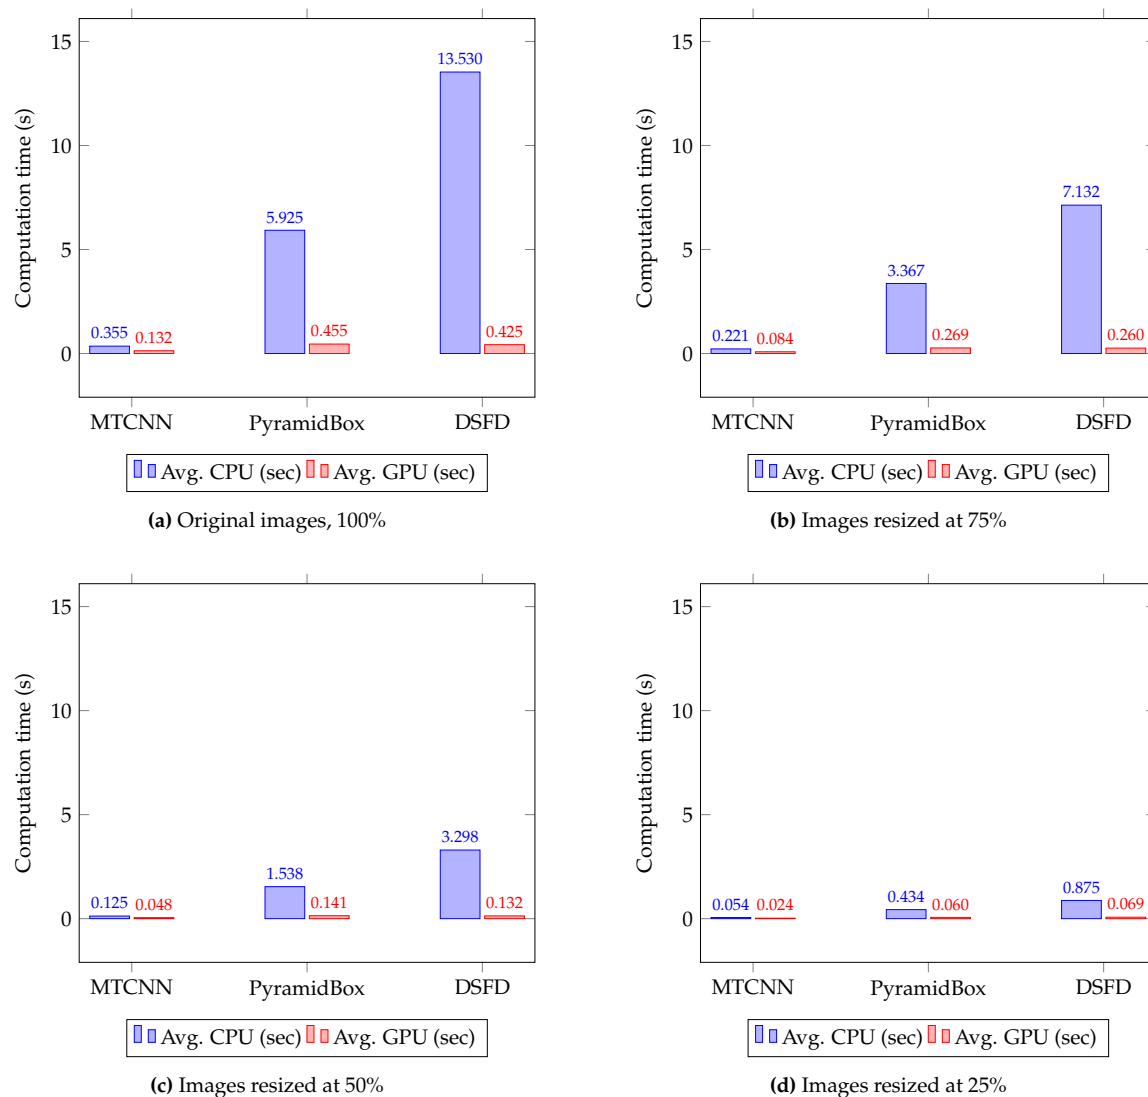 15
10
5
0
Computation time (s)
13.530
5.925
0.355
0.132
0.455
0.425
MTCNN
PyramidBox
DSFD
Avg. CPU (sec) Avg. GPU (sec)
(a) Original images, 100%
15
10
5
0
Computation time (s)
7.132
3.367
0.221
0.084
0.269
0.260
MTCNN
PyramidBox
DSFD
Avg. CPU (sec) Avg. GPU (sec)
(b) Images resized at 75%
15
10
5
0
Computation time (s)
3.298
1.538
0.125
0.048
0.141
0.132
MTCNN
PyramidBox
DSFD
Avg. CPU (sec) Avg. GPU (sec)
(c) Images resized at 50%
15
10
5
0
Computation time (s)
0.875
0.434
0.054
0.024
0.060
0.069
MTCNN
PyramidBox
DSFD
Avg. CPU (sec) Avg. GPU (sec)
(d) Images resized at 25%